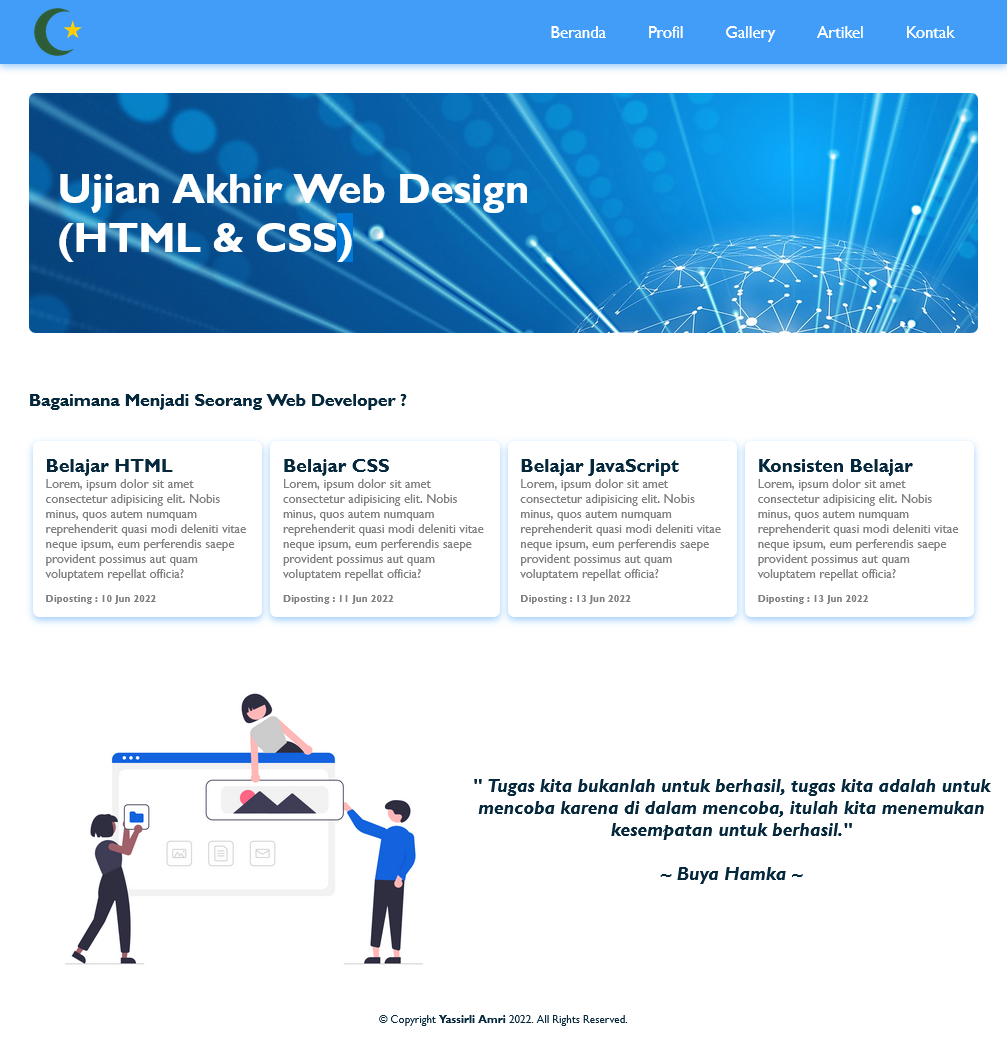 Beranda Profil Gallery Artikel Kontak
Ujian Akhir Web Design
(HTML & CSS)
Bagaimana Menjadi Seorang Web Developer ?
Belajar HTML
Lorem, ipsum dolor sit amet
consectetur adipisicing elit. Nobis
minus, quos autem numquam
reprehenderit quasi modi deleniti vitae
neque ipsum, eum perferendis saepe
provident possimus aut quam
voluptatem repellat officia?
Diposting : 10 Jun 2022
Belajar CSS
Lorem, ipsum dolor sit amet
consectetur adipisicing elit. Nobis
minus, quos autem numquam
reprehenderit quasi modi deleniti vitae
neque ipsum, eum perferendis saepe
provident possimus aut quam
voluptatem repellat officia?
Diposting : 11 Jun 2022
Belajar JavaScript
Lorem, ipsum dolor sit amet
consectetur adipisicing elit. Nobis
minus, quos autem numquam
reprehenderit quasi modi deleniti vitae
neque ipsum, eum perferendis saepe
provident possimus aut quam
voluptatem repellat officia?
Diposting : 13 Jun 2022
Konsisten Belajar
Lorem, ipsum dolor sit amet
consectetur adipisicing elit. Nobis
minus, quos autem numquam
reprehenderit quasi modi deleniti vitae
neque ipsum, eum perferendis saepe
provident possimus aut quam
voluptatem repellat officia?
Diposting : 13 Jun 2022
" Tugas kita bukanlah untuk berhasil, tugas kita adalah untuk
mencoba karena di dalam mencoba, itulah kita menemukan
kesempatan untuk berhasil."
~ Buya Hamka ~
© Copyright Yassirli Amri 2022. All Rights Reserved.